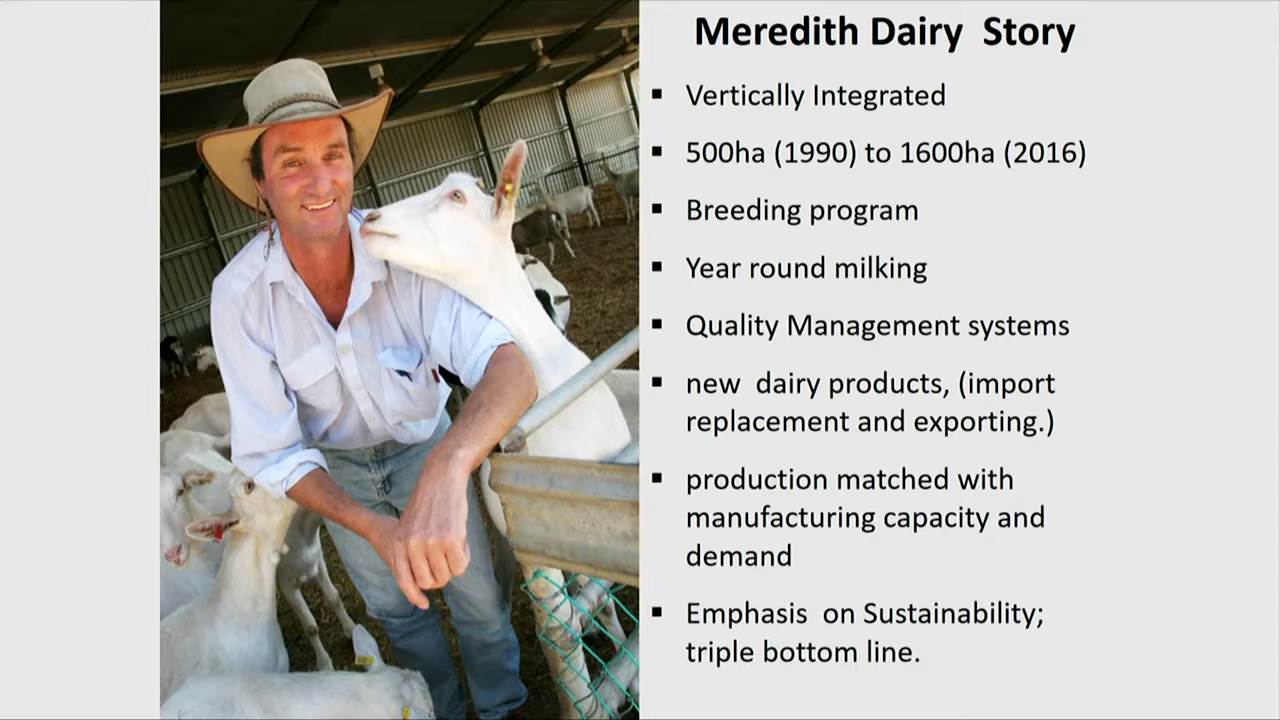 Meredith Dairy  Story
▪ Vertically Integrated
▪ 500ha (1990) to 1600ha (2016)
▪ Breeding program
▪ Year round milking
▪ Quality Management systems
▪ new  dairy products, (import
replacement and exporting.)
▪ production matched with
manufacturing capacity and
demand
▪ Emphasis  on Sustainability;
triple bottom line.